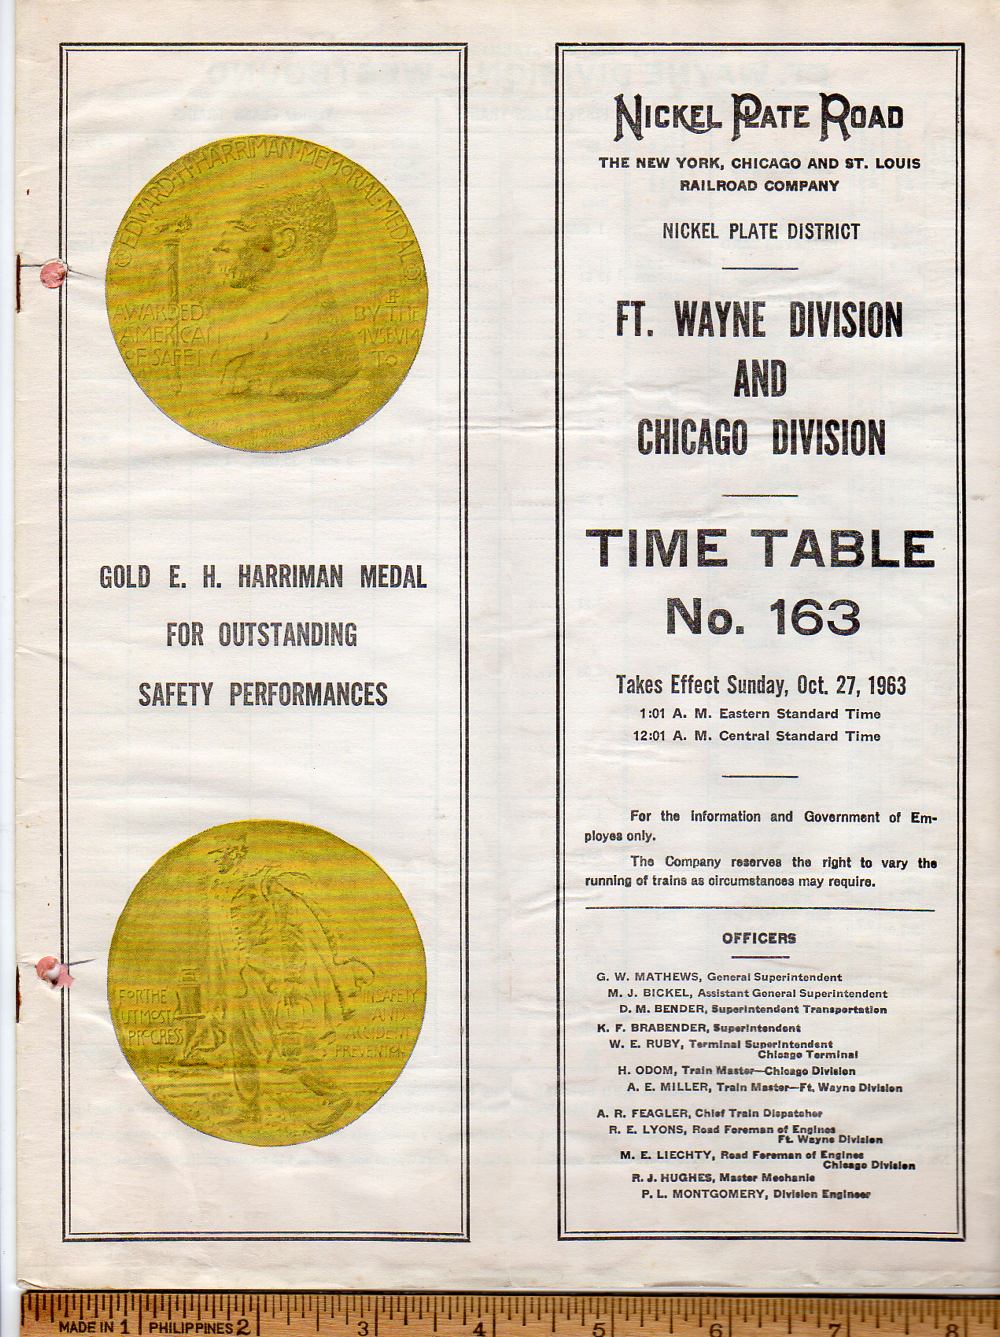 EDWARD·H·HARRIMAN·MEMORIAL·MEDAL
AWARDED BY THE
AMERICAN MVSEVM
OF SAFETY TO
GOLD E. H. HARRIMAN MEDAL
FOR OUTSTANDING
SAFETY PERFORMANCES
FOR THE IN SAFETY
UTMOST AND
PROGRESS ACCIDENT
PREVENTION
NICKEL PLATE ROAD
THE NEW YORK, CHICAGO AND ST. LOUIS
RAILROAD COMPANY
NICKEL PLATE DISTRICT
FT. WAYNE DIVISION
AND
CHICAGO DIVISION
TIME TABLE
No. 163
Takes Effect Sunday, Oct. 27, 1963
1:01 A. M. Eastern Standard Time
12:01 A. M. Central Standard Time
For the information and Government of Em-
ployes only.
The Company reserves the right to vary the
running of trains as circumstances may require.
OFFICERS
G. W. MATHEWS, General Superintendent
M. J. BICKEL, Assistant General Superintendent
D. M. BENDER, Superintendent Transportation
K. F. BRABENDER, Superintendent
W. E. RUBY, Terminal Superintendent
Chicago Terminal
H. ODOM, Train Master—Chicago Division
A. E. MILLER, Train Master—Ft. Wayne Division
A. R. FEAGLER, Chief Train Dispatcher
R. E. LYONS, Road Foreman of Engines
Ft. Wayne Division
M. E. LIECHTY, Road Foreman of Engines
Chicago Division
R. J. HUGHES, Master Mechanic
P. L. MONTGOMERY, Division Engineer
MADE IN 1 PHILIPPINES 2 3 4 5 6 7 8